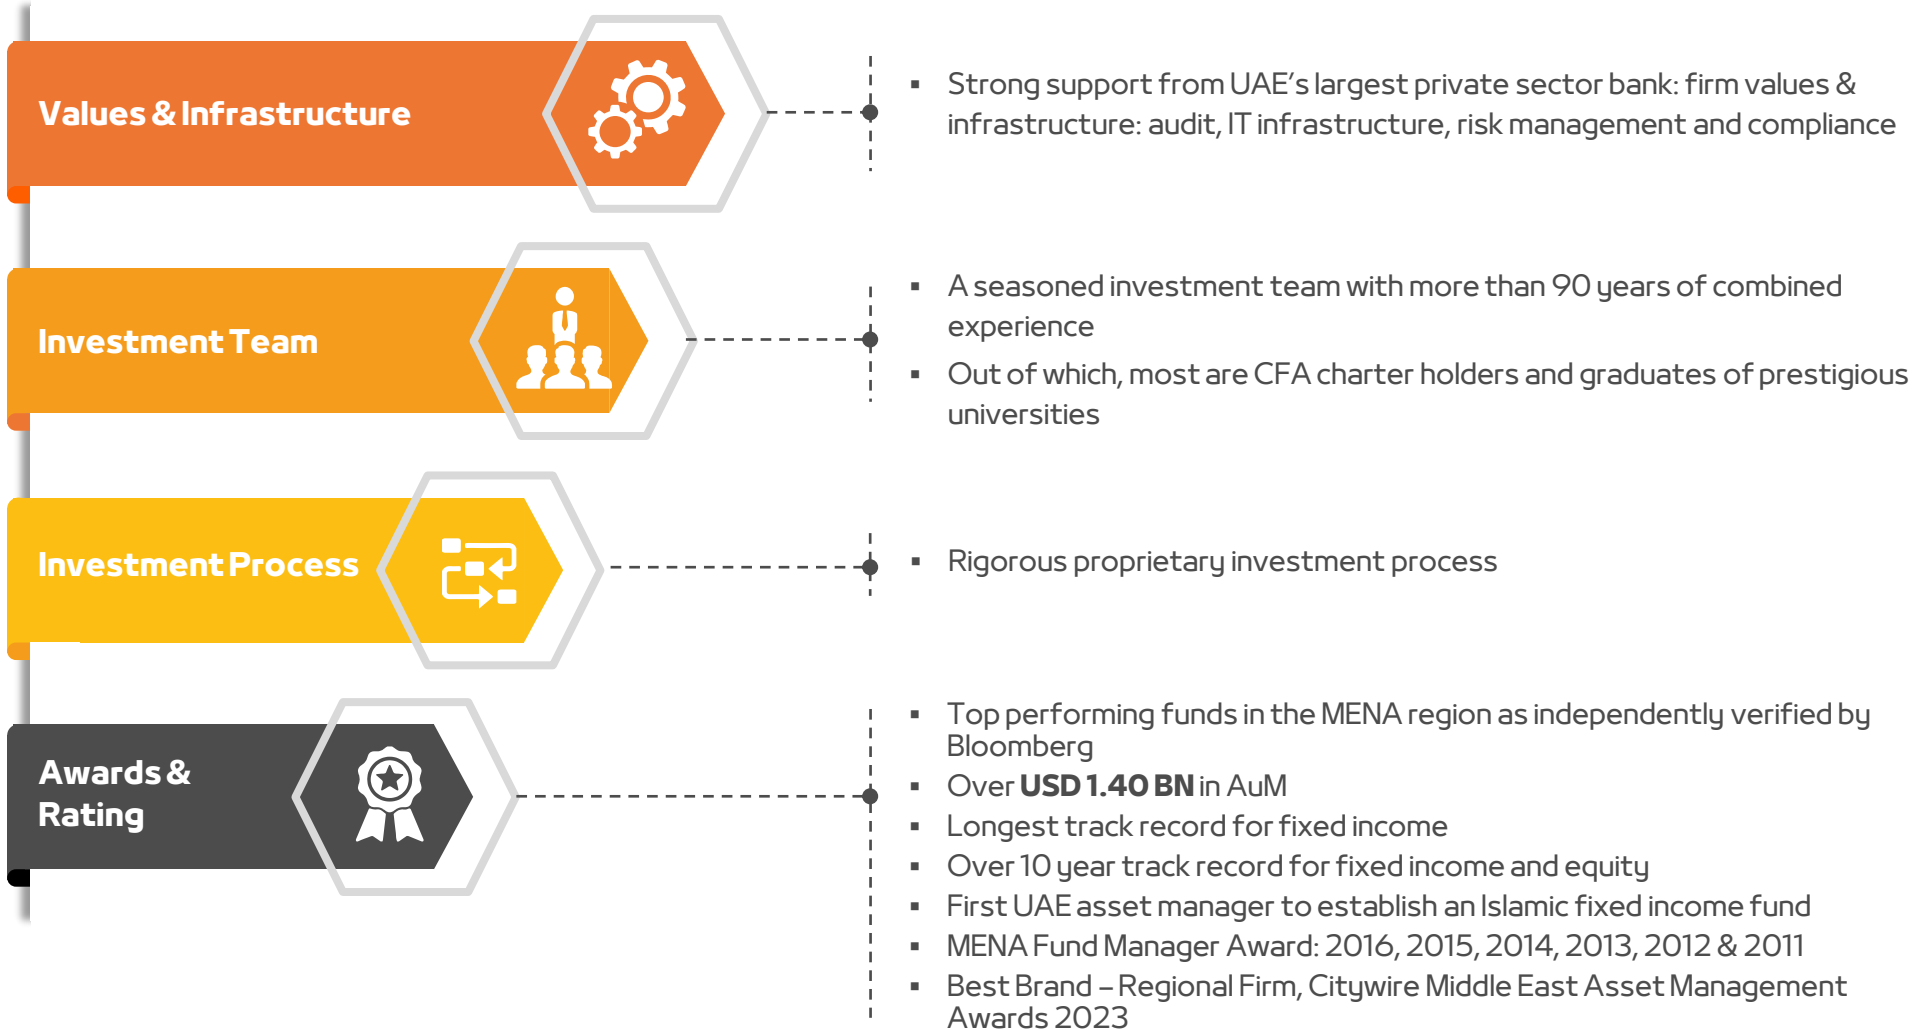 Values & Infrastructure
▪ Strong support from UAE's largest private sector bank: firm values &
infrastructure: audit, IT infrastructure, risk management and compliance
Investment Team
▪ A seasoned investment team with more than 90 years of combined
experience
▪ Out of which, most are CFA charter holders and graduates of prestigious
universities
Investment Process
▪ Rigorous proprietary investment process
Awards &
Rating
▪ Top performing funds in the MENA region as independently verified by
Bloomberg
▪ Over USD 1.40 BN in AuM
▪ Longest track record for fixed income
▪ Over 10 year track record for fixed income and equity
▪ First UAE asset manager to establish an Islamic fixed income fund
▪ MENA Fund Manager Award: 2016, 2015, 2014, 2013, 2012 & 2011
▪ Best Brand – Regional Firm, Citywire Middle East Asset Management
Awards 2023